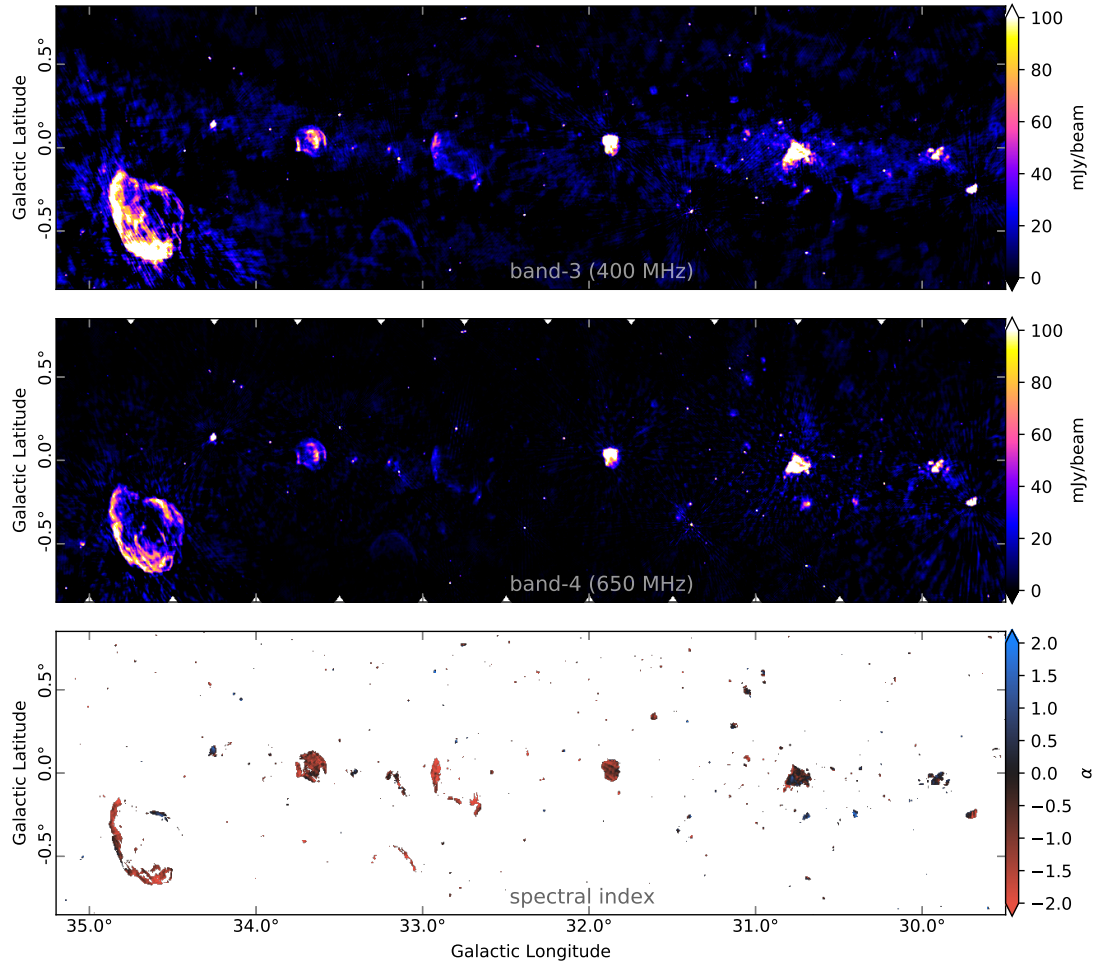 0.5°
0.0°
-0.5°
Galactic Latitude
band-3 (400 MHz)
100
80
60
40
20
0
mJy/beam
0.5°
0.0°
-0.5°
Galactic Latitude
band-4 (650 MHz)
100
80
60
40
20
0
mJy/beam
0.5°
0.0°
-0.5°
Galactic Latitude
spectral index
2.0
1.5
1.0
0.5
0.0
−0.5
−1.0
−1.5
−2.0
α
35.0° 34.0° 33.0° 32.0° 31.0° 30.0°
Galactic Longitude